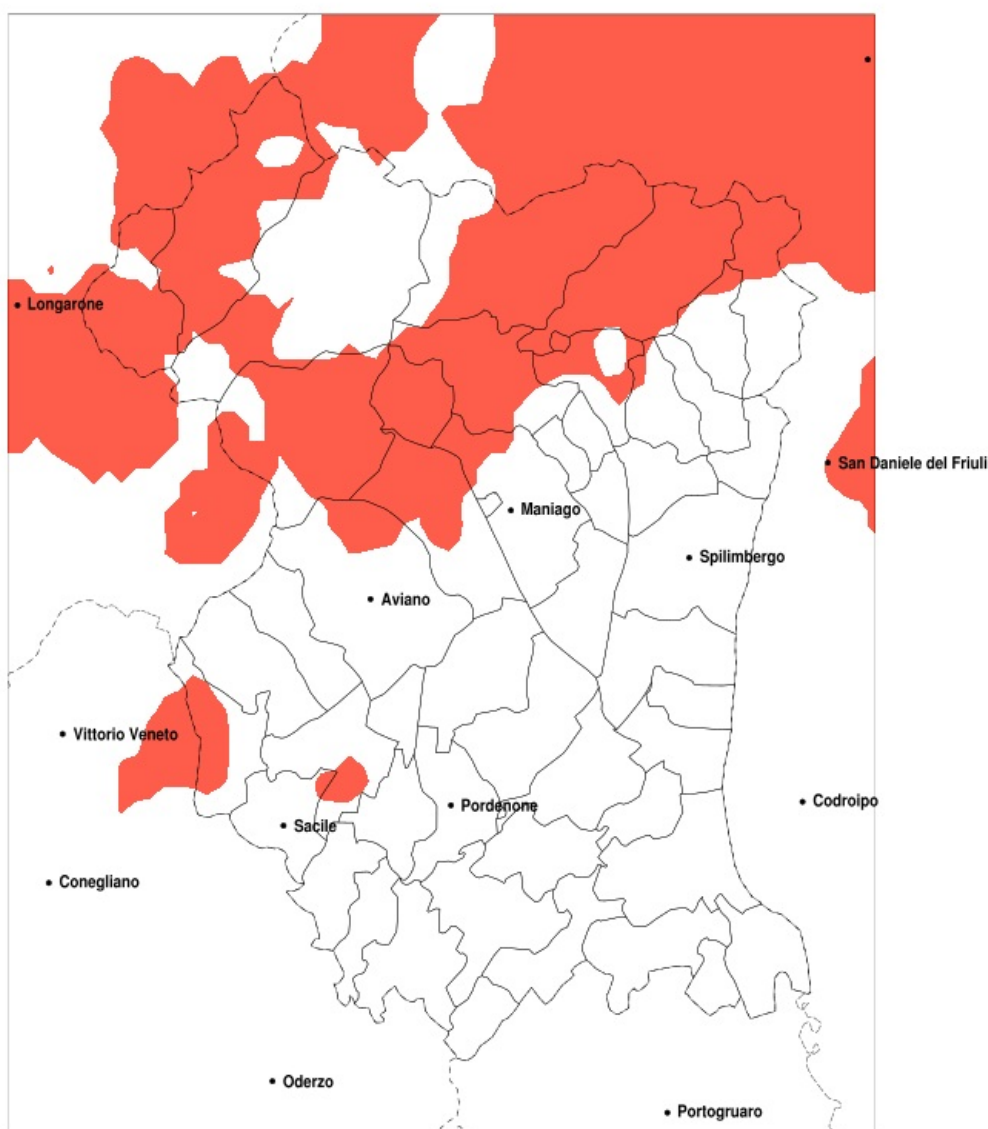 Longarone
San Daniele del Friuli
Maniago
Spilimbergo
Aviano
Vittorio Veneto
Codroipo
Pordenone
Sacile
Conegliano
Oderzo
Portogruaro